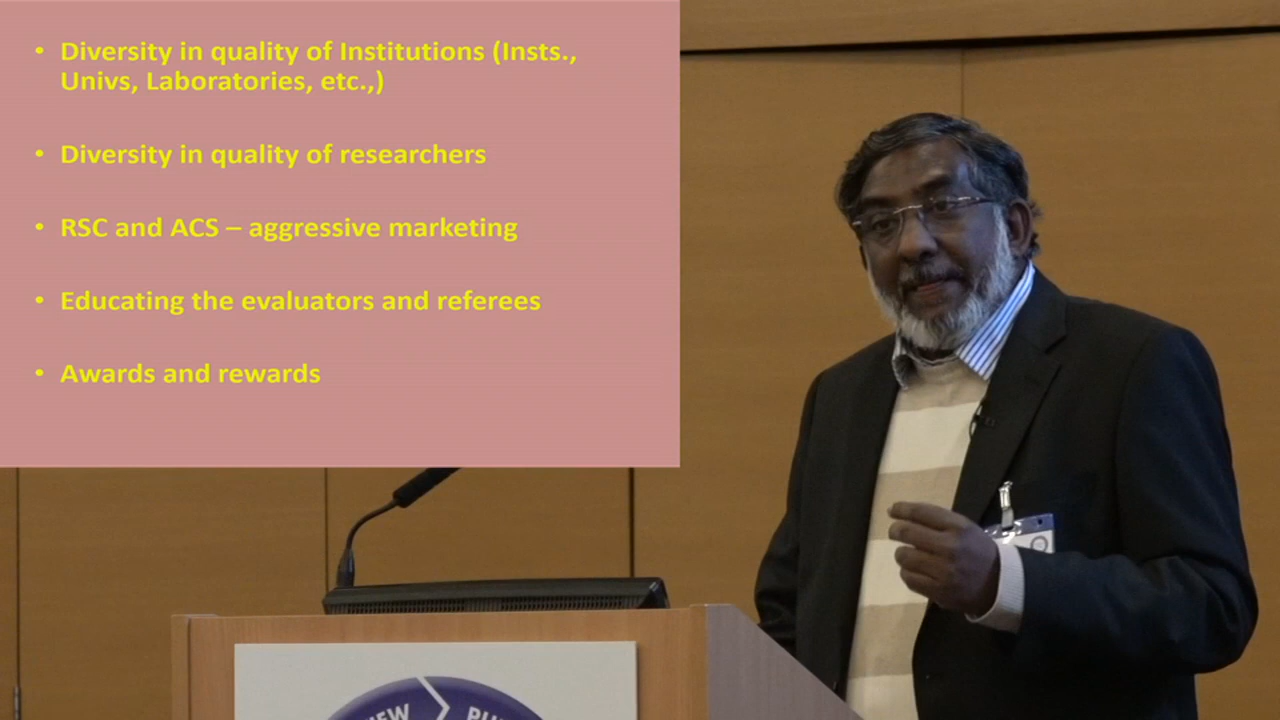 • Diversity in quality of Institutions (Insts.,
Univs, Laboratories, etc.,)
• Diversity in quality of researchers
• RSC and ACS – aggressive marketing
• Educating the evaluators and referees
• Awards and rewards